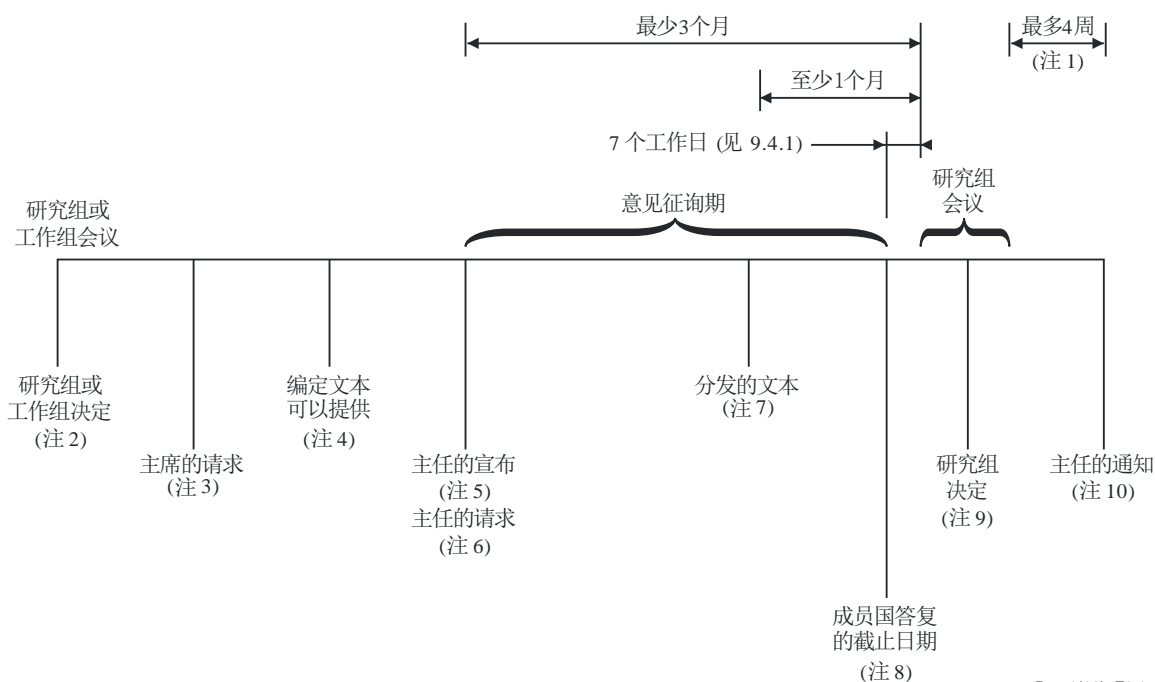 最少3个月
最多4周
(注 1)
至少1个月
7 个工作日 (见 9.4.1)
研究组或
工作组会议
意见征询期
研究组
会议
研究组或
工作组决定
(注 2)
主席的请求
(注 3)
编定文本
可以提供
(注 4)
主任的宣布
(注 5)
主任的请求
(注 6)
分发的文本
(注 7)
成员国答复
的截止日期
(注 8)
研究组
决定
(注 9)
主任的通知
(注 10)